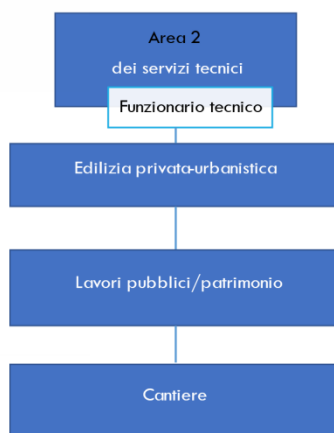 Area 2
dei servizi tecnici
Funzionario tecnico
Edilizia privata-urbanistica
Lavori pubblici/patrimonio
Cantiere